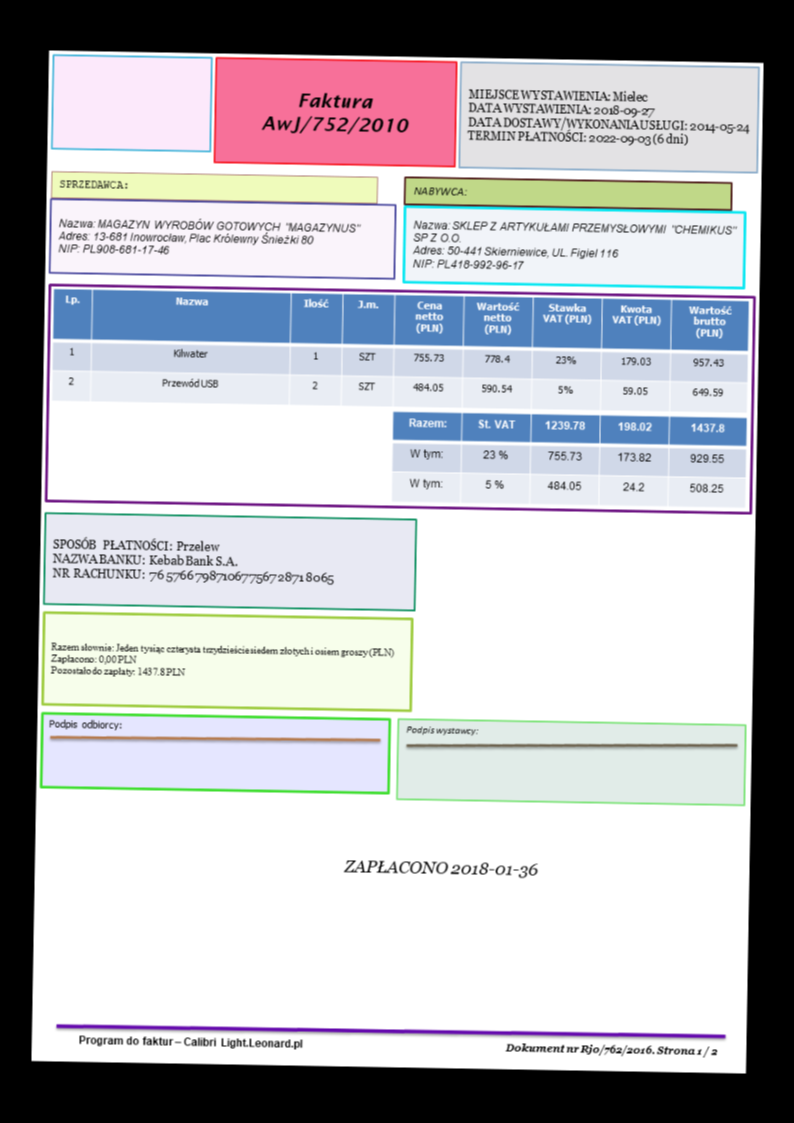 Faktura
AwJ/752/2010
MIEJSCE WYSTAWIENIA: Mielec
DATA WYSTAWIENIA: 2018-09-27
DATA DOSTAWY/WYKONANIA USŁUGI: 2014-05-24
TERMIN PŁATNOŚCI: 2022-09-03 (6 dni)
SPRZEDAWCA:
NABYWCA:
Nazwa: MAGAZYN WYROBÓW GOTOWYCH "MAGAZYNUS"
Adres: 13-681 Inowrocław, Plac Królewny Śnieżki 80
NIP: PL908-681-17-46
Nazwa: SKLEP Z ARTYKUŁAMI PRZEMYSŁOWYMI "CHEMIKUS"
SP Z O.O.
Adres: 50-441 Skierniewice, UL. Figiel 116
NIP: PL418-992-96-17
Lp. Nazwa Ilość J.m. Cena netto (PLN) Wartość netto (PLN) Stawka VAT (PLN) Kwota VAT (PLN) Wartość brutto (PLN)
1 Kilwater 1 SZT 755.73 778.4 23% 179.03 957.43
2 Przewód USB 2 SZT 484.05 590.54 5% 59.05 649.59
Razem: St. VAT 1239.78 198.02 1437.8
W tym: 23 % 755.73 173.82 929.55
W tym: 5 % 484.05 24.2 508.25
SPOSÓB PŁATNOŚCI: Przelew
NAZWA BANKU: Kebab Bank S.A.
NR RACHUNKU: 76576679871067756728718065
Razem słownie: Jeden tysiąc czterysta trzydzieści siedem złotych i osiem groszy (PLN)
Zapłacono: 0,00 PLN
Pozostało do zapłaty: 1437.8 PLN
Podpis odbiorcy:
Podpis wystawcy:
ZAPŁACONO 2018-01-36
Program do faktur – Calibri Light.Leonard.pl
Dokument nr Rjo/762/2016. Strona 1 / 2